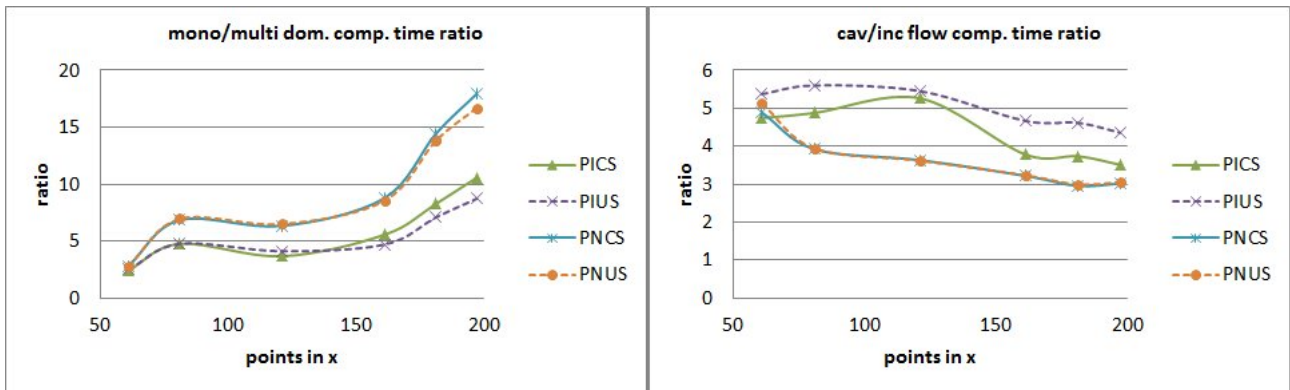 mono/multi dom. comp. time ratio
20
15
10
5
0
ratio
50
100
150
200
points in x
PICS
PIUS
PNCS
PNUS
cav/inc flow comp. time ratio
6
5
4
3
2
1
0
ratio
50
100
150
200
points in x
PICS
PIUS
PNCS
PNUS